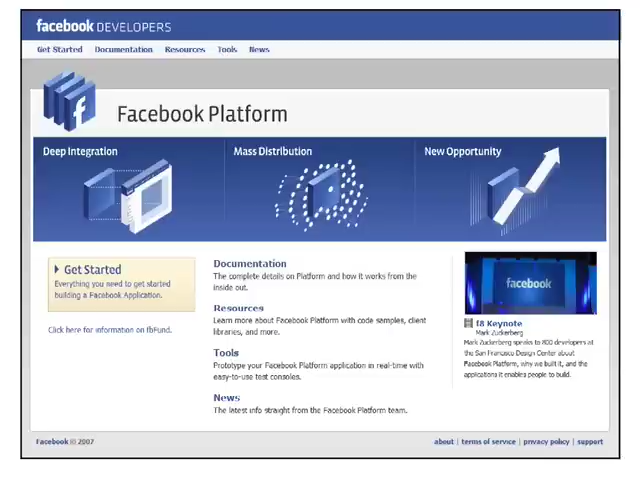 facebook DEVELOPERS
Get Started Documentation Resources Tools News
f
Facebook Platform
Deep Integration
Mass Distribution
New Opportunity
Get Started
Everything you need to get started
building a Facebook Application.
Click here for information on fbFund.
Documentation
The complete details on Platform and how it works from the
inside out.
Resources
Learn more about Facebook Platform with code samples, client
libraries, and more.
Tools
Prototype your Facebook Platform application in real-time with
easy-to-use test consoles.
News
The latest info straight from the Facebook Platform team.
facebook
f8 Keynote
Mark Zuckerberg
Mark Zuckerberg speaks to 800 developers at
the San Francisco Design Center about
Facebook Platform, why we built it, and the
applications it enables people to build.
Facebook © 2007
about | terms of service | privacy policy | support